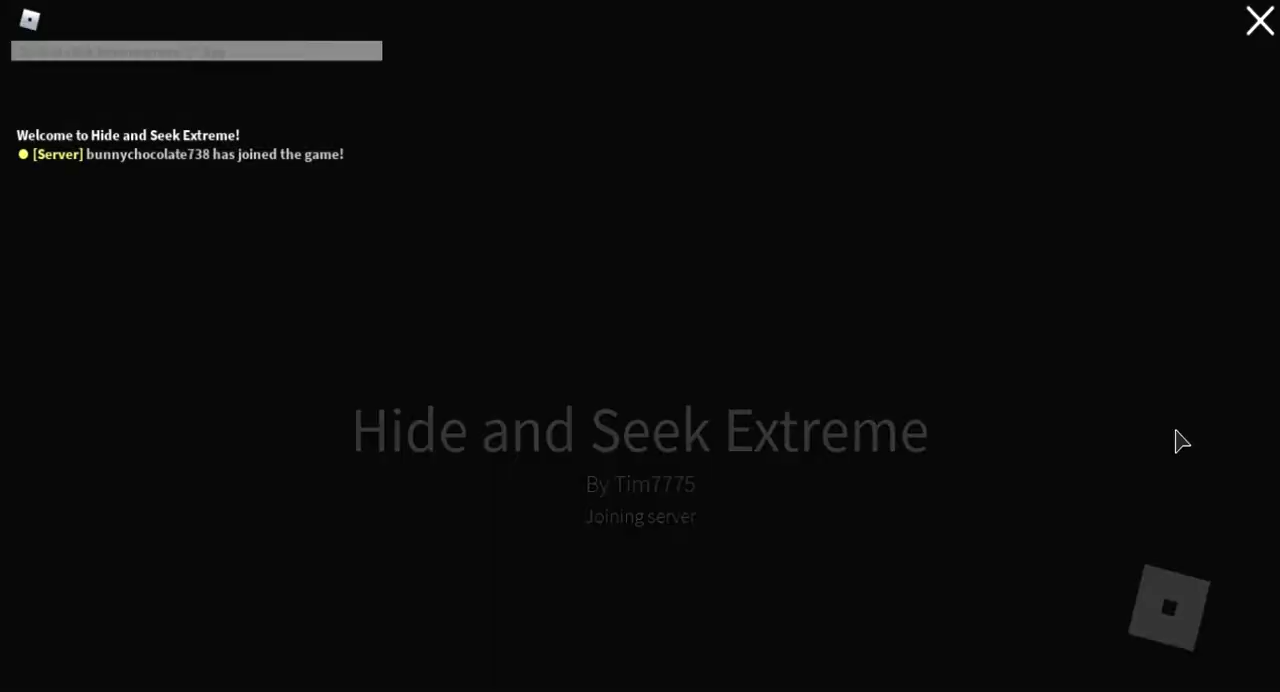 Welcome to Hide and Seek Extreme!
[Server] bunnychocolate738 has joined the game!
Hide and Seek Extreme
By Tim7775
Joining server